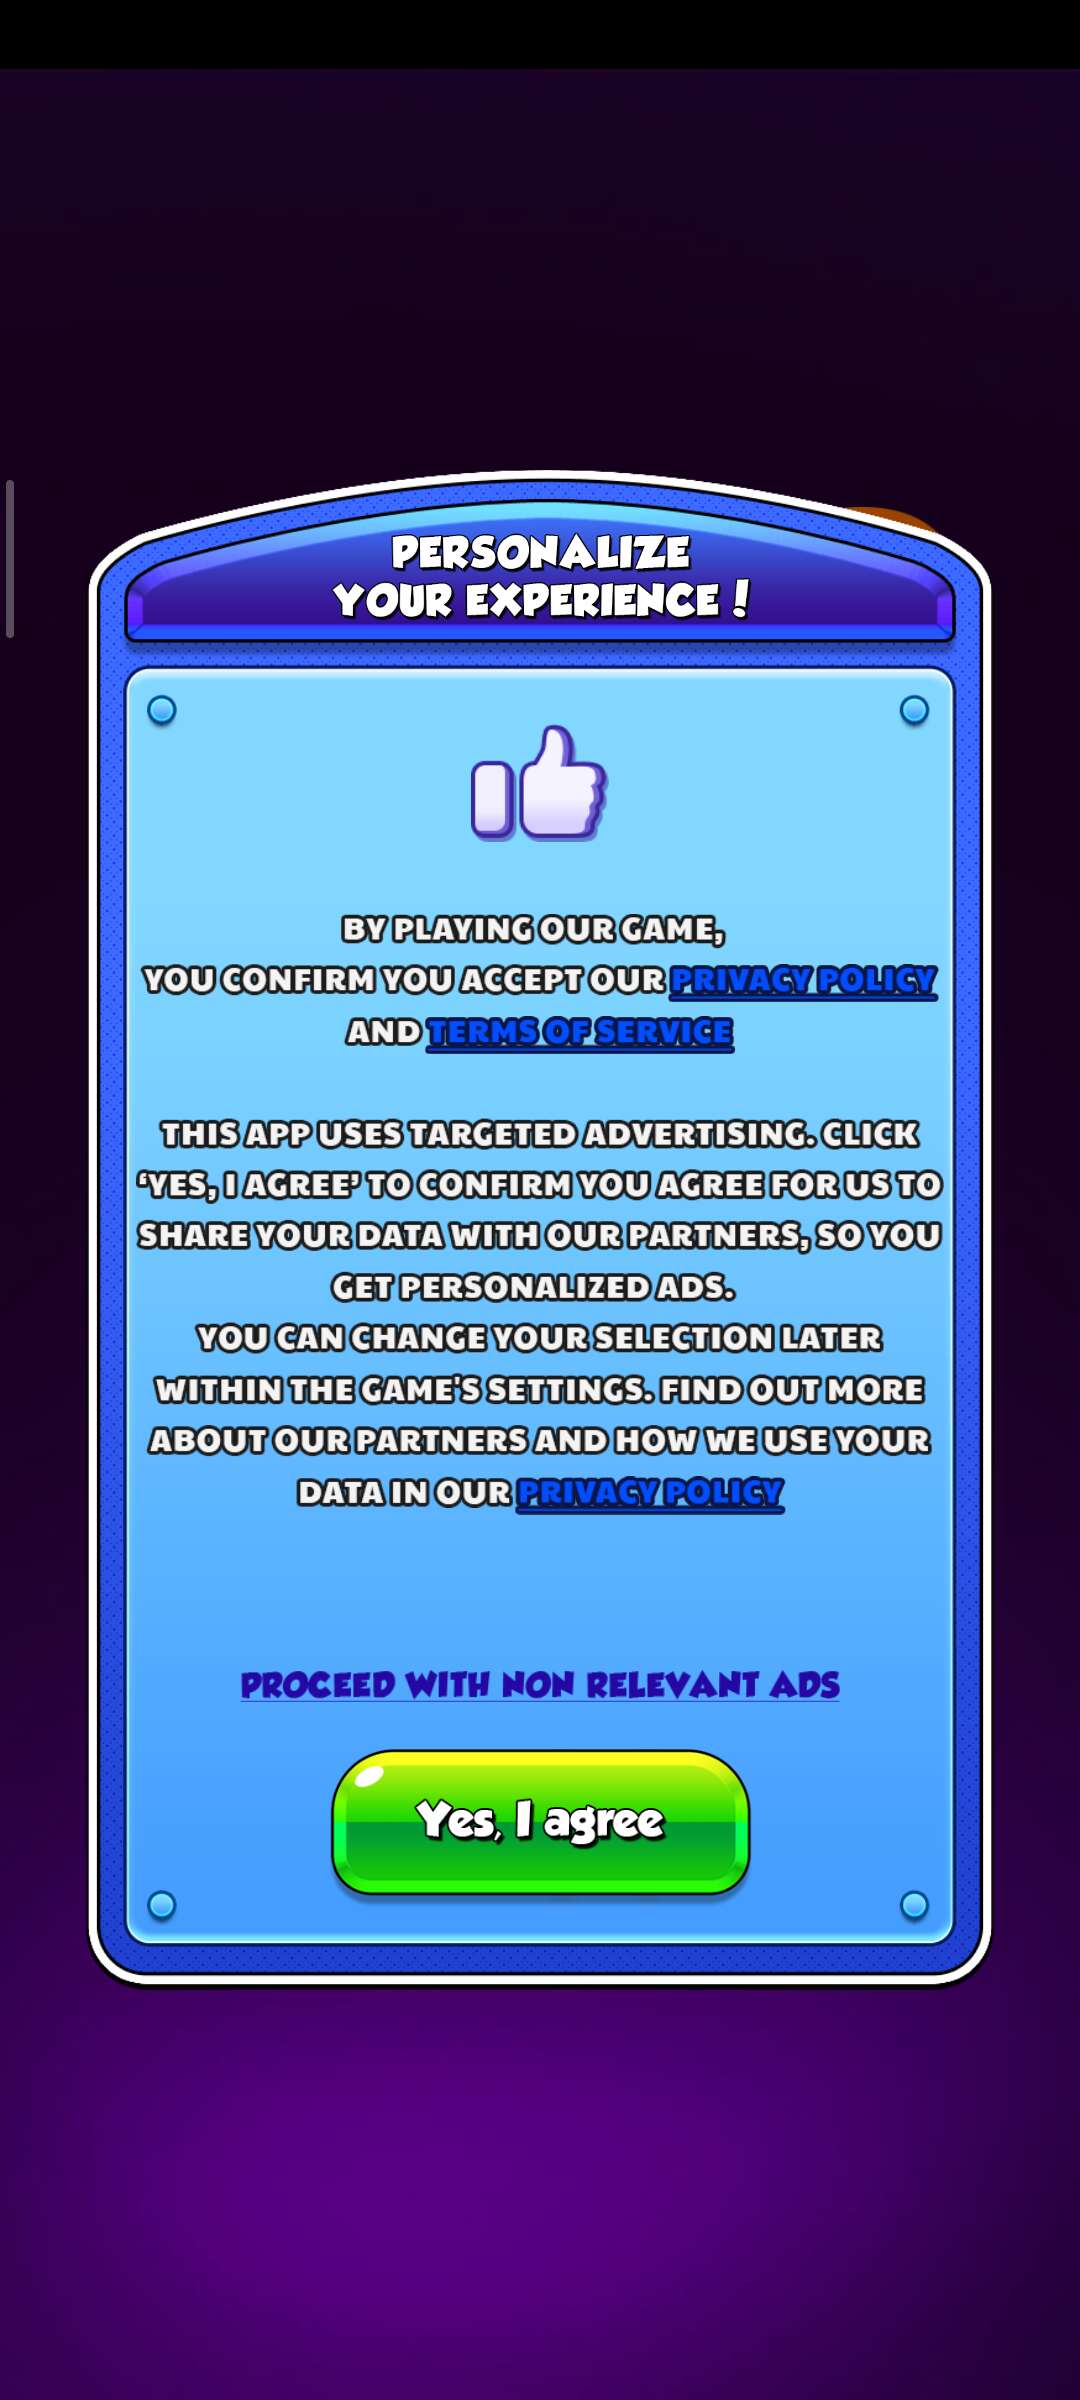 PERSONALIZE
YOUR EXPERIENCE!
BY PLAYING OUR GAME,
YOU CONFIRM YOU ACCEPT OUR PRIVACY POLICY
AND TERMS OF SERVICE
THIS APP USES TARGETED ADVERTISING. CLICK
‘YES, I AGREE’ TO CONFIRM YOU AGREE FOR US TO
SHARE YOUR DATA WITH OUR PARTNERS, SO YOU
GET PERSONALIZED ADS.
YOU CAN CHANGE YOUR SELECTION LATER
WITHIN THE GAME'S SETTINGS. FIND OUT MORE
ABOUT OUR PARTNERS AND HOW WE USE YOUR
DATA IN OUR PRIVACY POLICY
PROCEED WITH NON RELEVANT ADS
Yes, I agree